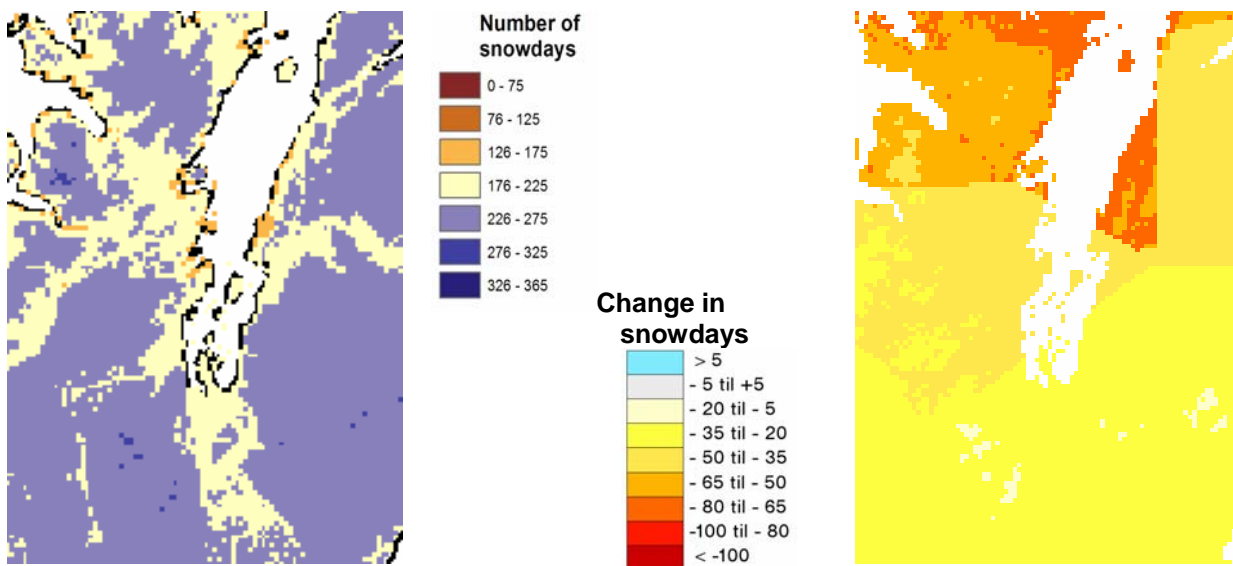 Number of
snowdays
0 - 75
76 - 125
126 - 175
176 - 225
226 - 275
276 - 325
326 - 365
Change in
snowdays
> 5
- 5 til +5
- 20 til - 5
- 35 til - 20
- 50 til - 35
- 65 til - 50
- 80 til - 65
-100 til - 80
< -100